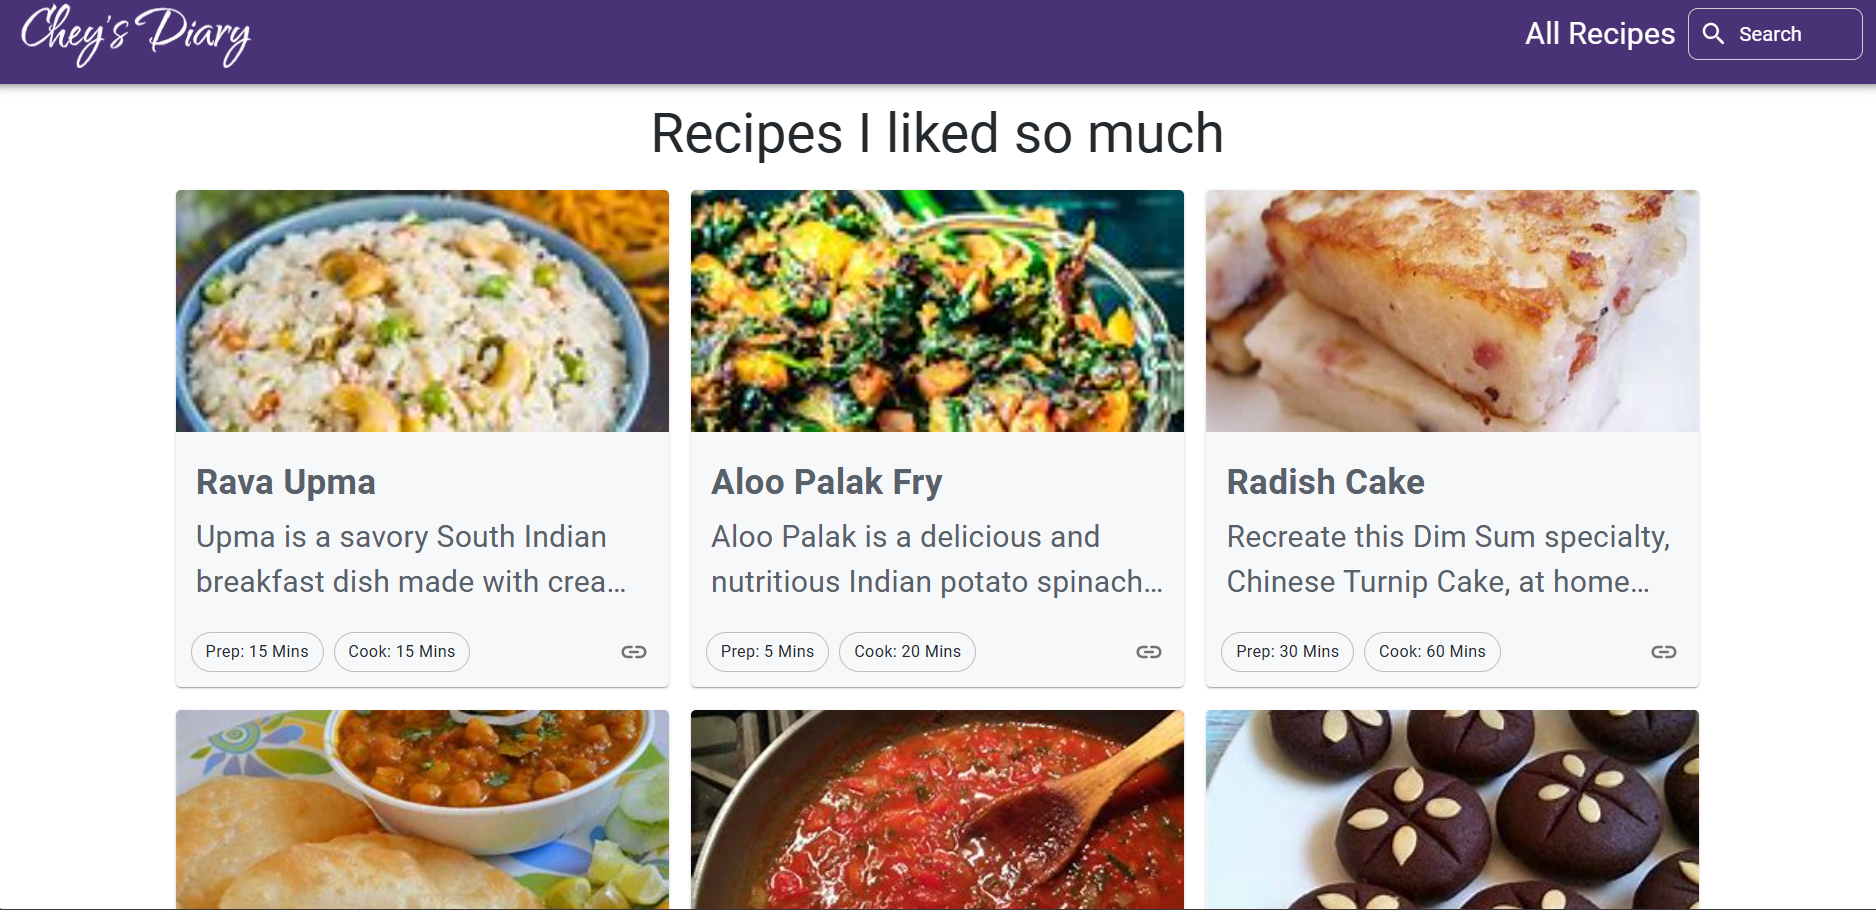 Chey's Diary
All Recipes
Search
Recipes I liked so much
Rava Upma
Upma is a savory South Indian
breakfast dish made with crea...
Prep: 15 Mins
Cook: 15 Mins
Aloo Palak Fry
Aloo Palak is a delicious and
nutritious Indian potato spinach...
Prep: 5 Mins
Cook: 20 Mins
Radish Cake
Recreate this Dim Sum specialty,
Chinese Turnip Cake, at home...
Prep: 30 Mins
Cook: 60 Mins